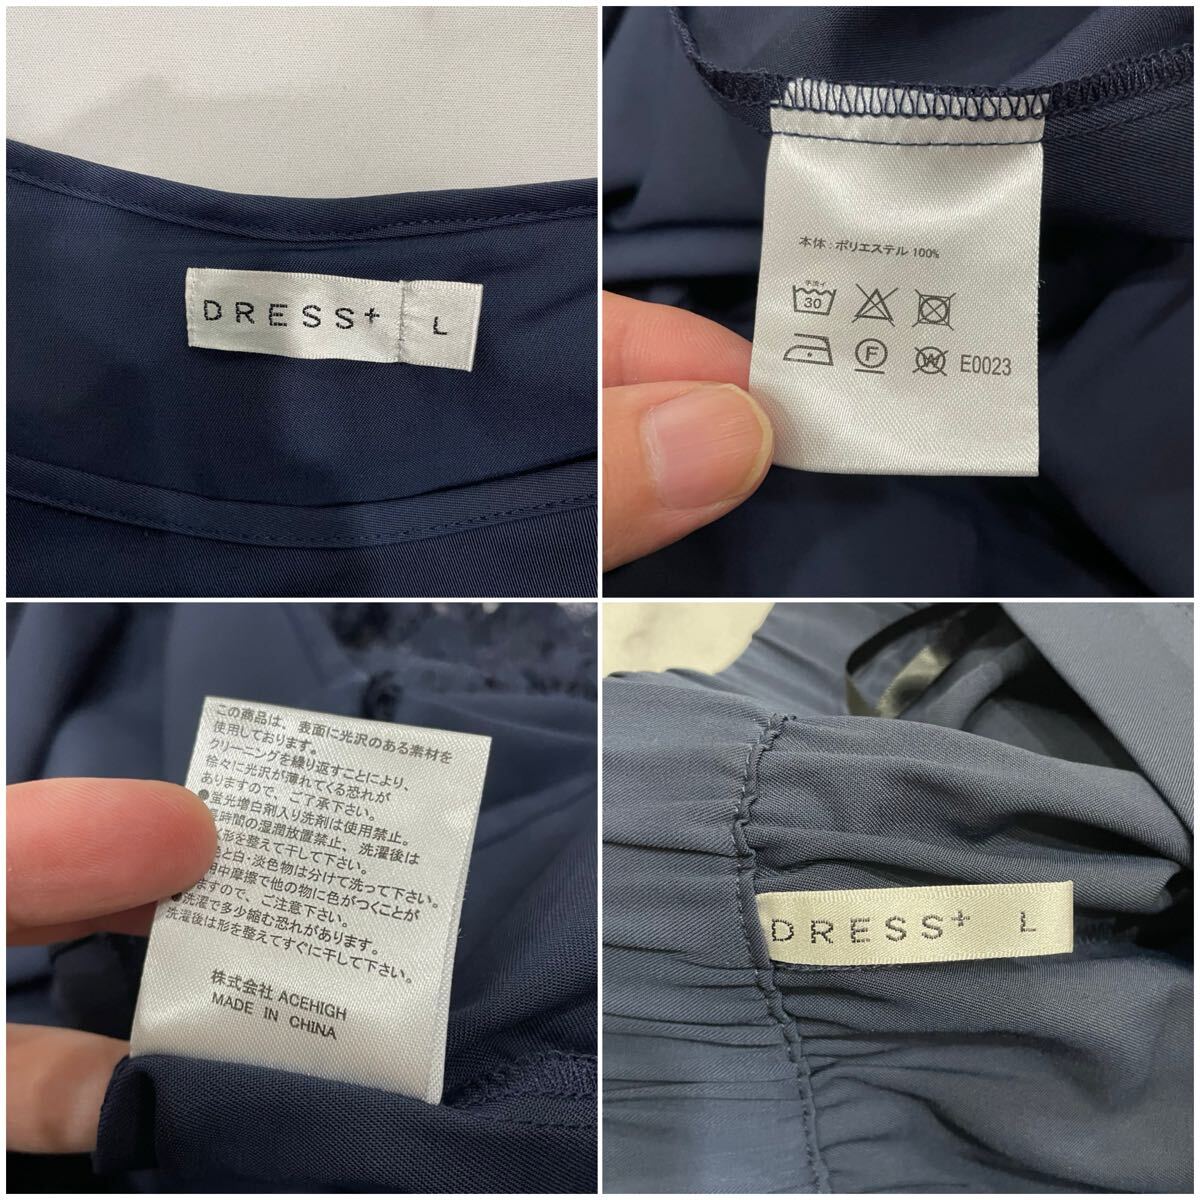 DRESS+ L
本体：ポリエステル 100%
手洗イ
30
F
W E0023
この商品は、表面に光沢のある素材を
使用しております。
クリーニングを繰り返すことにより、
徐々に光沢が薄れてくる恐れが
ありますので、ご了承下さい。
●蛍光増白剤入り洗剤は使用禁止。
長時間の湿潤放置禁止、洗濯後は
形を整えて干して下さい。
と白・淡色物は分けて洗って下さい。
用中摩擦で他の物に色がつくことが
ますので、ご注意下さい。
●洗濯で多少縮む恐れがあります。
洗濯後は形を整えてすぐに干して下さい。
株式会社 ACEHIGH
MADE IN CHINA
DRESS+ L